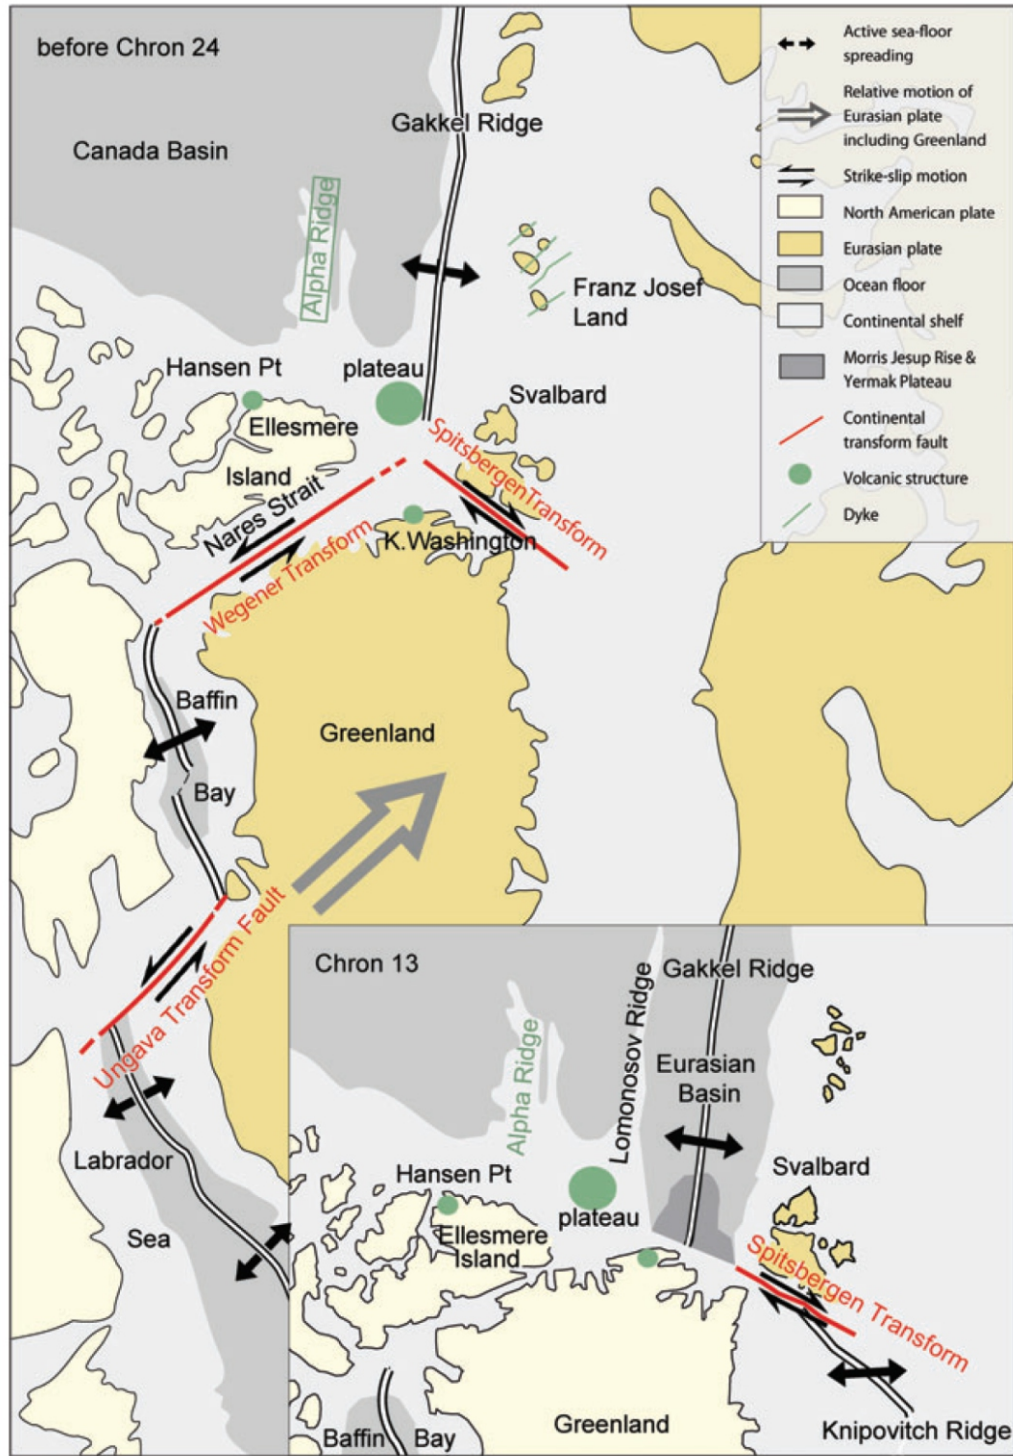 before Chron 24
Canada Basin
Gakkel Ridge
Alpha Ridge
Franz Josef
Land
Hansen Pt
plateau
Svalbard
Ellesmere
Island
Nares Strait
Spitsbergen Transform
K.Washington
Wegener Transform
Baffin
Bay
Greenland
Ungava Transform Fault
Labrador
Sea
Active sea-floor
spreading
Relative motion of
Eurasian plate
including Greenland
Strike-slip motion
North American plate
Eurasian plate
Ocean floor
Continental shelf
Morris Jesup Rise &
Yermak Plateau
Continental
transform fault
Volcanic structure
Dyke
Chron 13
Gakkel Ridge
Alpha Ridge
Lomonosov Ridge
Eurasian
Basin
Hansen Pt
plateau
Svalbard
Ellesmere
Island
Spitsbergen Transform
Greenland
Knipovitch Ridge
Baffin Bay